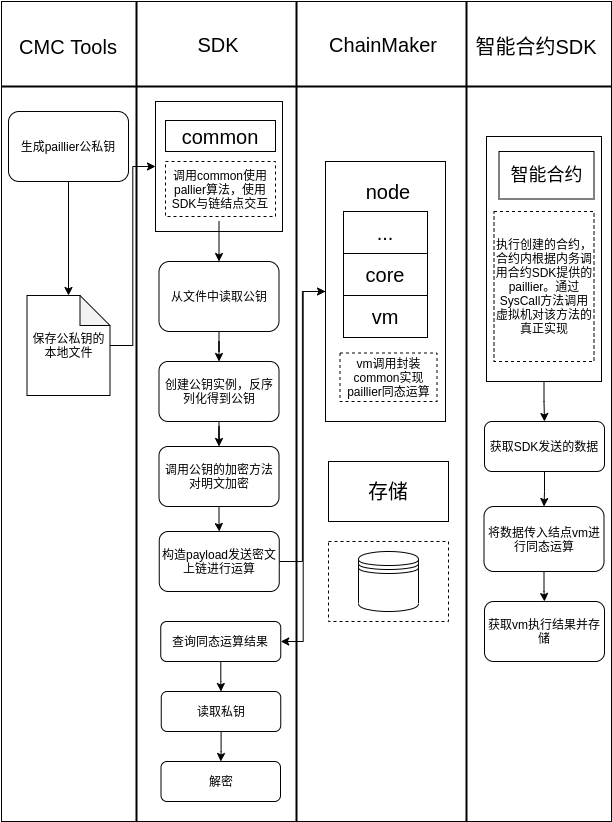 CMC Tools
SDK
ChainMaker
智能合约SDK
生成paillier公私钥
保存公私钥的
本地文件
common
调用common使用
pallier算法，使用
SDK与链结点交互
从文件中读取公钥
创建公钥实例，反序
列化得到公钥
调用公钥的加密方法
对明文加密
构造payload发送密文
上链进行运算
查询同态运算结果
读取私钥
解密
node
...
core
vm
vm调用封装
common实现
paillier同态运算
存储
智能合约
执行创建的合约，
合约内根据内务调
用合约SDK提供的
paillier。通过
SysCall方法调用
虚拟机对该方法的
真正实现
获取SDK发送的数据
将数据传入结点vm进
行同态运算
获取vm执行结果并存
储